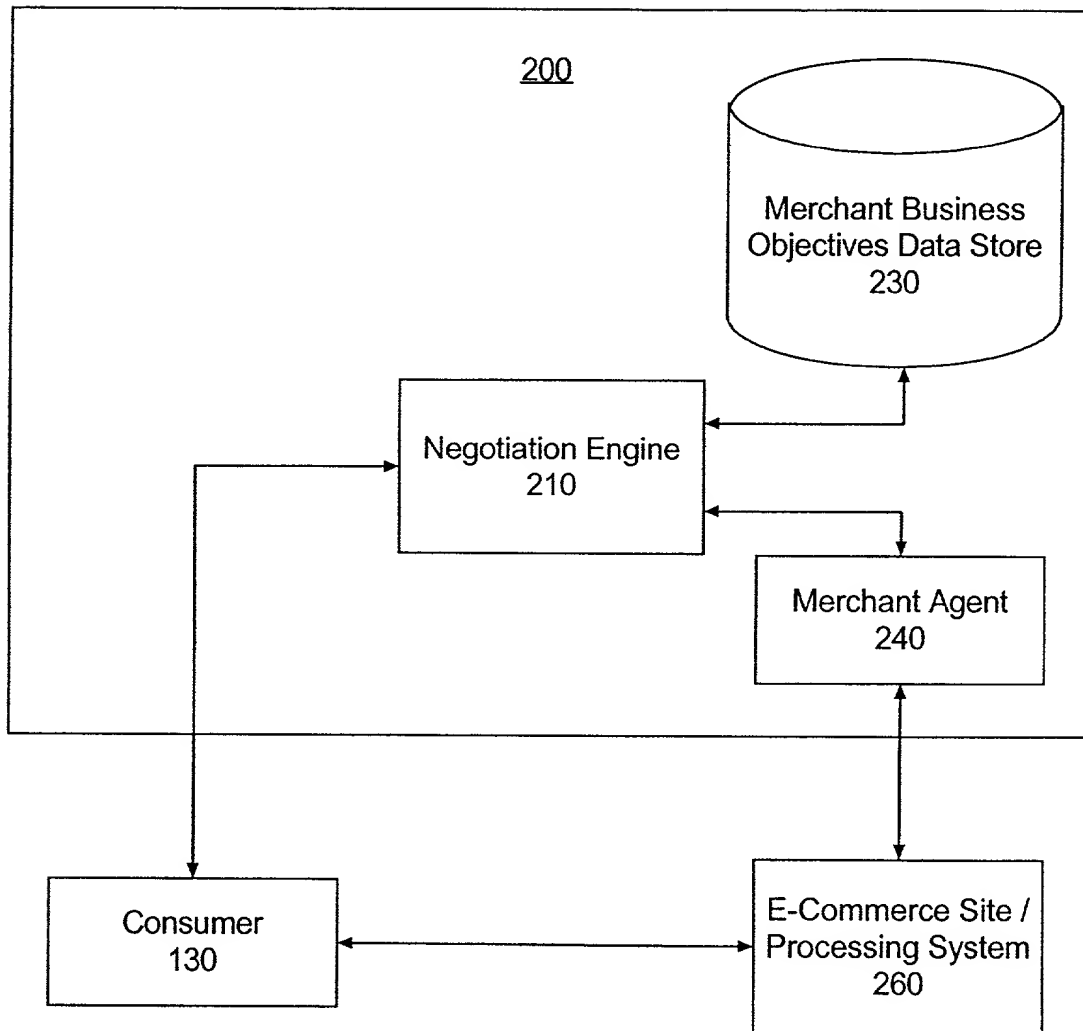 200
Merchant Business
Objectives Data Store
230
Negotiation Engine
210
Merchant Agent
240
Consumer
130
E-Commerce Site /
Processing System
260